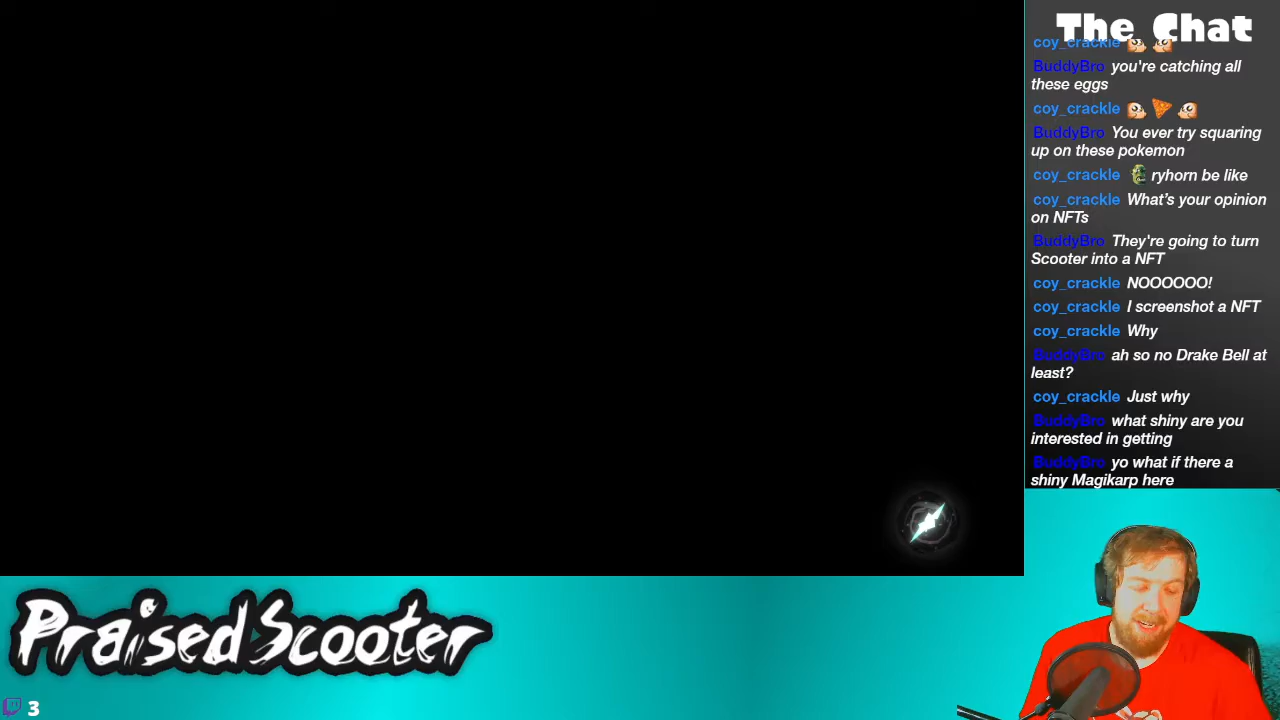 The Chat
coy_crackle
BuddyBro you're catching all
these eggs
coy_crackle
BuddyBro You ever try squaring
up on these pokemon
coy_crackle ryhorn be like
coy_crackle What's your opinion
on NFTs
BuddyBro They're going to turn
Scooter into a NFT
coy_crackle NOOOOOO!
coy_crackle I screenshot a NFT
coy_crackle Why
BuddyBro ah so no Drake Bell at
least?
coy_crackle Just why
BuddyBro what shiny are you
interested in getting
BuddyBro yo what if there a
shiny Magikarp here
PraisedScooter
3